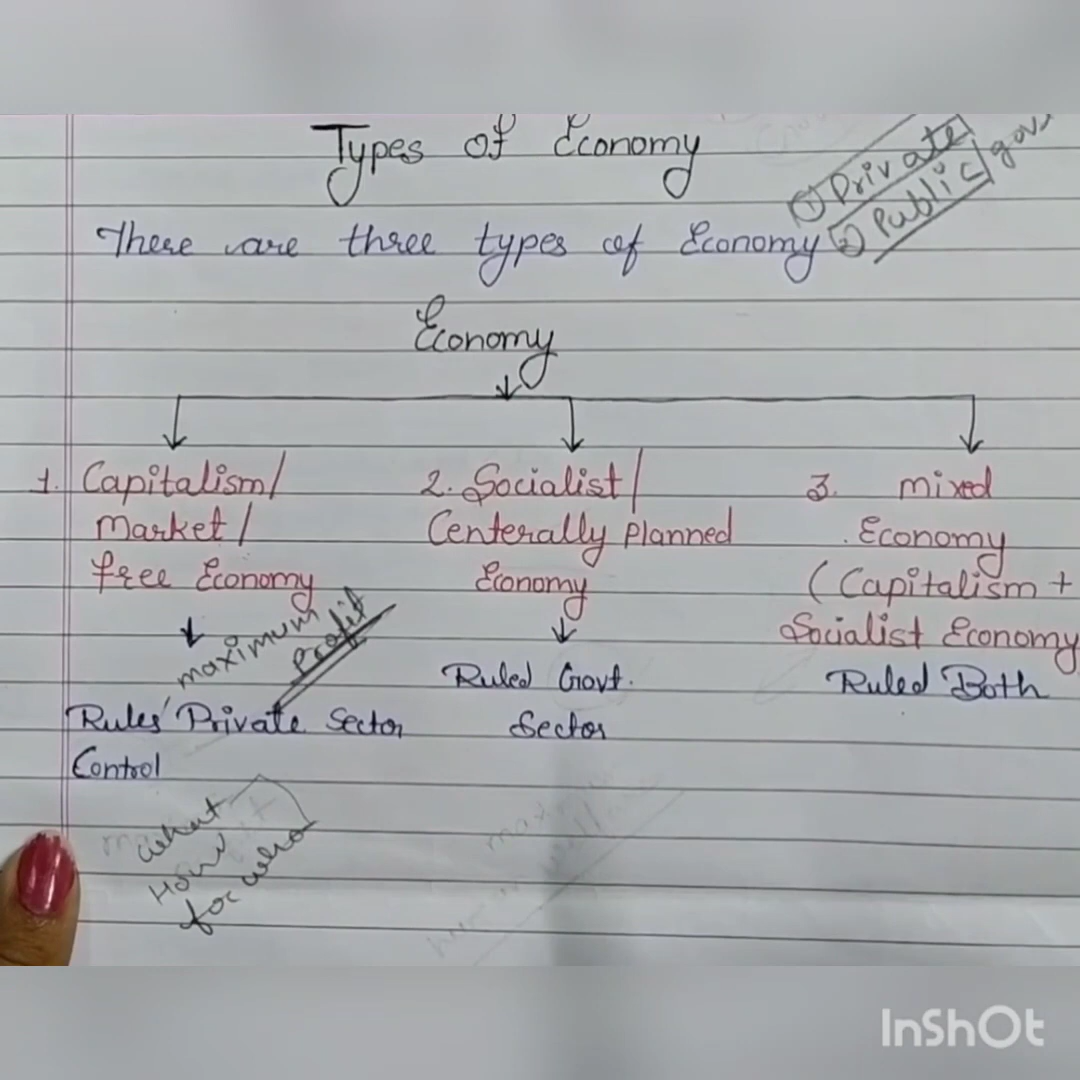 Types of Economy
① Private
② Public govt
There are three types of Economy
Economy
1. Capitalism/
Market/
free Economy
maximum
Profit
Rules Private Sector
Control
what
How
for who
2. Socialist/
Centerally Planned
Economy
Ruled Govt.
Sector
3. mixed
Economy
(Capitalism +
Socialist Economy
Ruled Both
InShOt